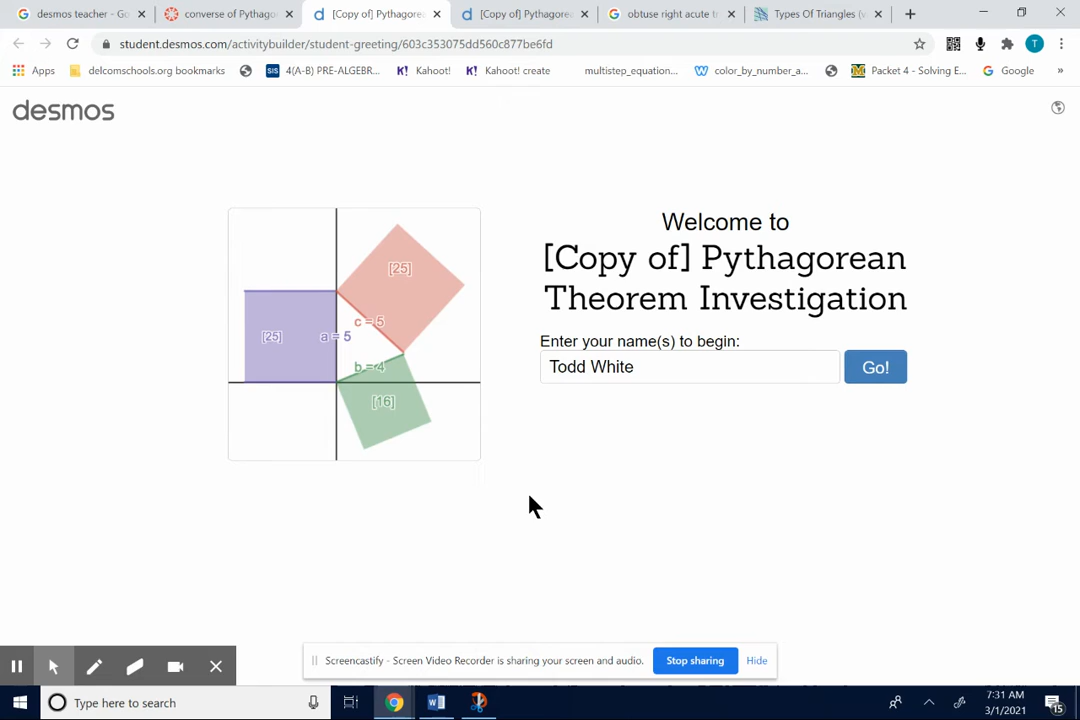 desmos teacher - Go
converse of Pythago
[Copy of] Pythagorea
[Copy of] Pythagorea
obtuse right acute t
Types Of Triangles (v
student.desmos.com/activitybuilder/student-greeting/603c353075dd560c877be6fd
T
Apps
delcomschools.org bookmarks
SIS 4(A-B) PRE-ALGEBR...
Kahoot!
Kahoot! create
multistep_equation...
color_by_number_a...
Packet 4 - Solving E...
Google
»
desmos
[25]
c = 5
[25]
a = 5
b = 4
[16]
Welcome to
[Copy of] Pythagorean
Theorem Investigation
Enter your name(s) to begin:
Todd White
Go!
Screencastify - Screen Video Recorder is sharing your screen and audio.
Stop sharing
Hide
Type here to search
7:31 AM
3/1/2021
15